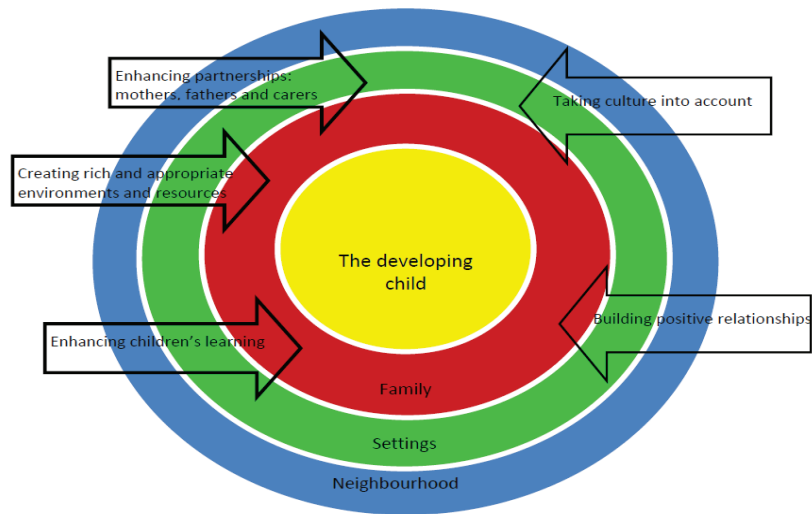 Enhancing partnerships:
mothers, fathers and carers
Taking culture into account
Creating rich and appropriate
environments and resources
The developing
child
Building positive relationships
Enhancing children’s learning
Family
Settings
Neighbourhood